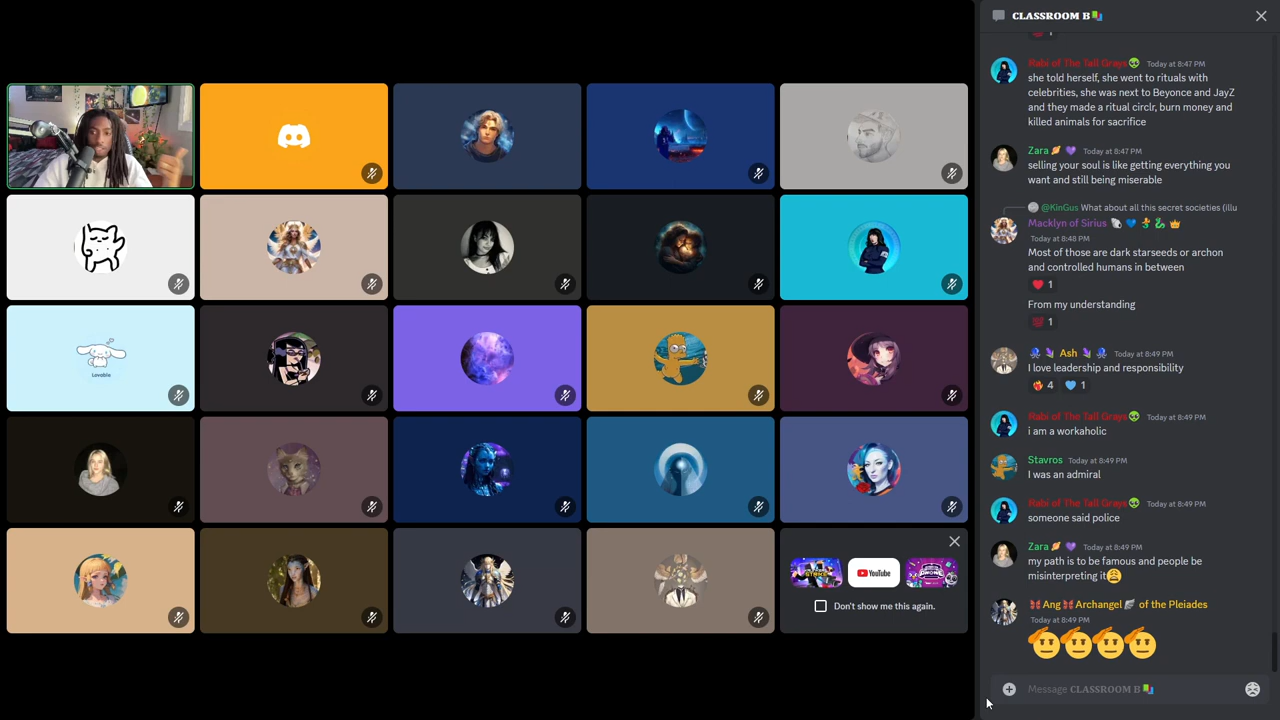 CLASSROOM B
1
Rabi of The Tall Grays Today at 8:47 PM
she told herself, she went to rituals with
celebrities, she was next to Beyonce and JayZ
and they made a ritual circlr, burn money and
killed animals for sacrifice
Zara Today at 8:47 PM
selling your soul is like getting everything you
want and still being miserable
@KinGus What about all this secret societies (illu
Macklyn of Sirius
Today at 8:48 PM
Most of those are dark starseeds or archon
and controlled humans in between
1
From my understanding
1
Ash Today at 8:49 PM
I love leadership and responsibility
4 1
Rabi of The Tall Grays Today at 8:49 PM
i am a workaholic
Stavros Today at 8:49 PM
I was an admiral
Rabi of The Tall Grays Today at 8:49 PM
someone said police
Zara Today at 8:49 PM
my path is to be famous and people be
misinterpreting it
Ang Archangel of the Pleiades
Today at 8:49 PM
Message CLASSROOM B
Lovable
YouTube
Don't show me this again.